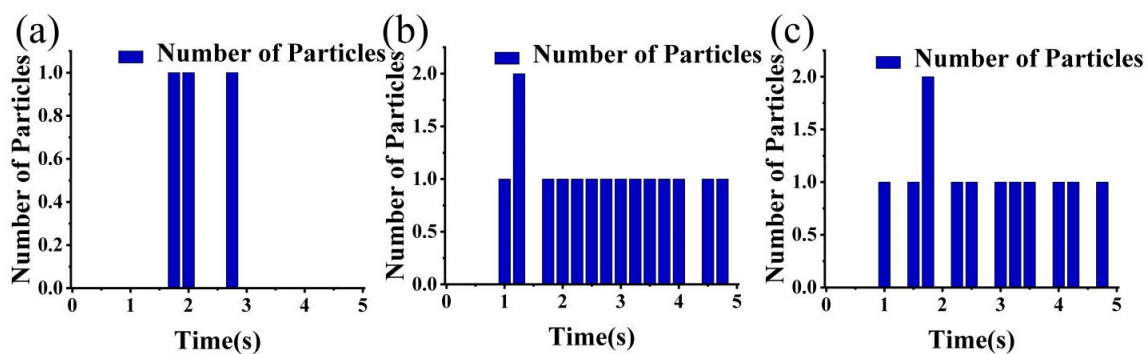 (a)
Number of Particles
Number of Particles
1.0
0.8
0.6
0.4
0.2
0.0
0 1 2 3 4 5
Time(s)
(b)
Number of Particles
Number of Particles
2.0
1.5
1.0
0.5
0.0
0 1 2 3 4 5
Time(s)
(c)
Number of Particles
Number of Particles
2.0
1.5
1.0
0.5
0.0
0 1 2 3 4 5
Time(s)